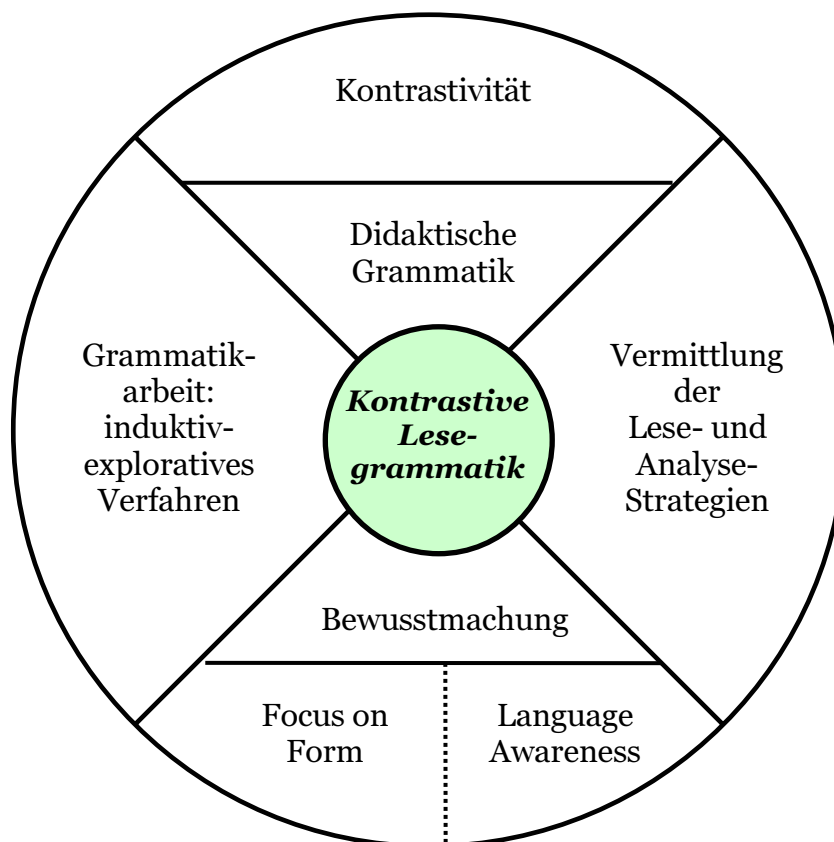 Kontrastivität
Didaktische
Grammatik
Grammatik-
arbeit:
induktiv-
exploratives
Verfahren
Kontrastive
Lese-
grammatik
Vermittlung
der
Lese- und
Analyse-
Strategien
Bewusstmachung
Focus on
Form
Language
Awareness